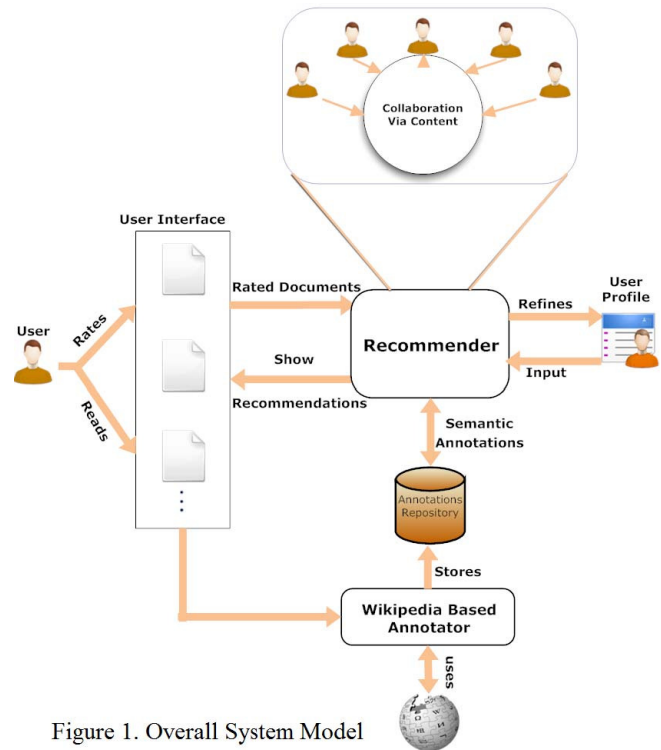 Collaboration
Via Content
User Interface
User
Rates
Reads
Rated Documents
Show
Recommendations
Recommender
Refines
Input
User
Profile
Semantic
Annotations
Annotations
Repository
Stores
Wikipedia Based
Annotator
uses
Figure 1. Overall System Model